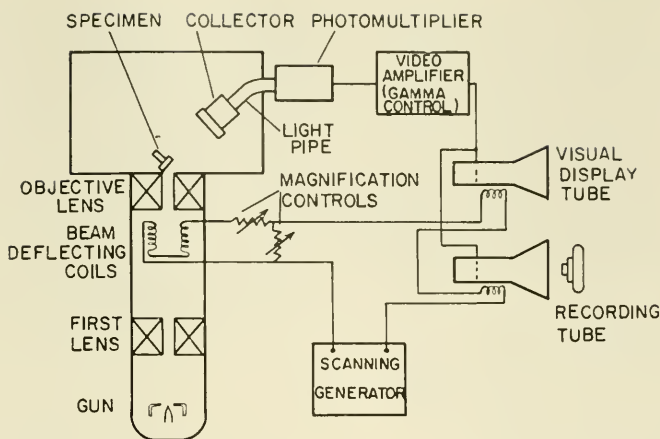 SPECIMEN
COLLECTOR
PHOTOMULTIPLIER
VIDEO
AMPLIFIER
(GAMMA
CONTROL)
LIGHT
PIPE
VISUAL
DISPLAY
TUBE
OBJECTIVE
LENS
MAGNIFICATION
CONTROLS
BEAM
DEFLECTING
COILS
RECORDING
TUBE
FIRST
LENS
SCANNING
GENERATOR
GUN